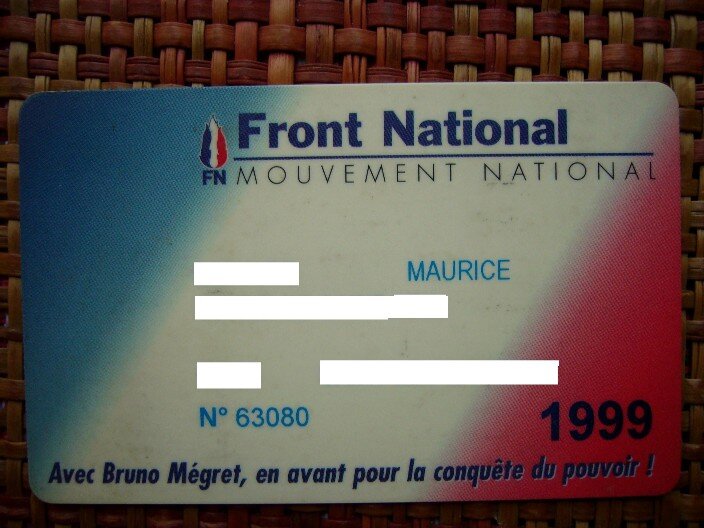 Front National
FN MOUVEMENT NATIONAL
MAURICE
N° 63080
1999
Avec Bruno Mégret, en avant pour la conquête du pouvoir !